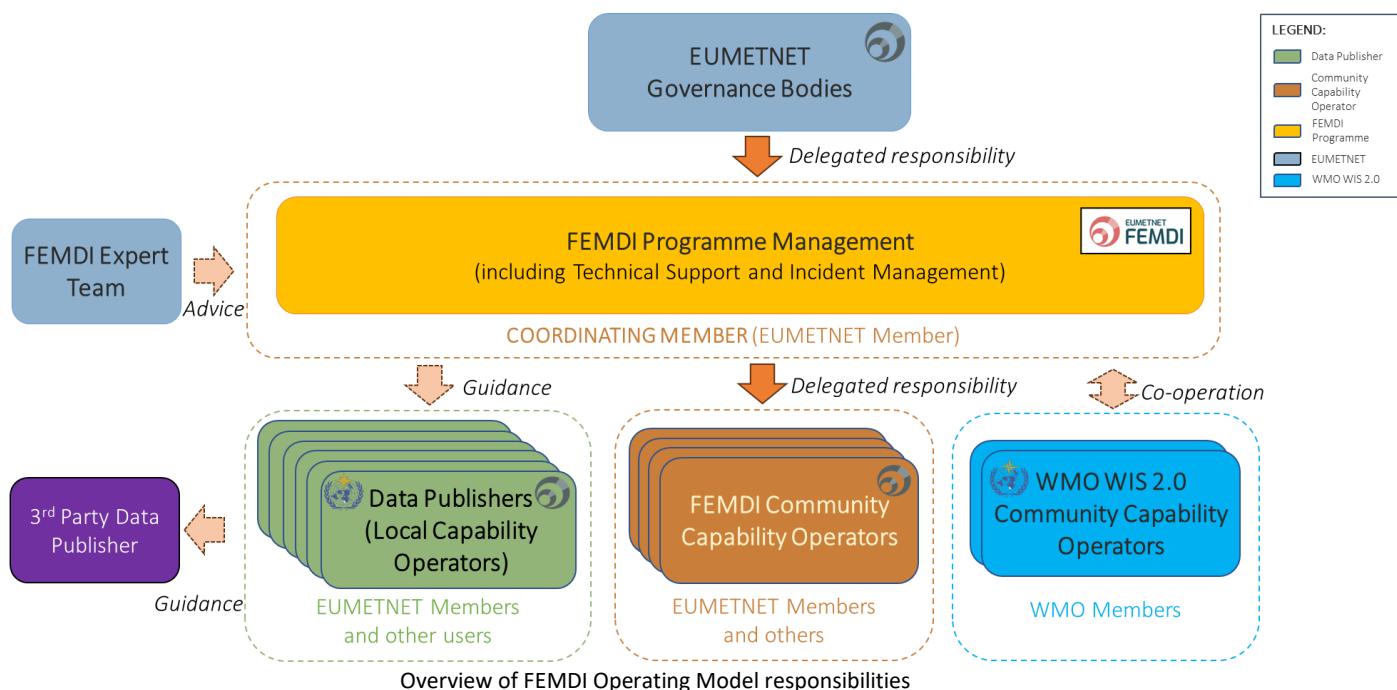 EUMETNET
Governance Bodies
LEGEND:
Data Publisher
Community
Capability
Operator
FEMDI
Programme
EUMETNET
WMO WIS 2.0
Delegated responsibility
FEMDI Expert
Team
Advice
FEMDI Programme Management
(including Technical Support and Incident Management)
EUMETNET
FEMDI
COORDINATING MEMBER (EUMETNET Member)
Guidance
Delegated responsibility
Co-operation
3rd Party Data
Publisher
Guidance
Data Publishers
(Local Capability
Operators)
EUMETNET Members
and other users
FEMDI Community
Capability Operators
EUMETNET Members
and others
WMO WIS 2.0
Community Capability
Operators
WMO Members
Overview of FEMDI Operating Model responsibilities